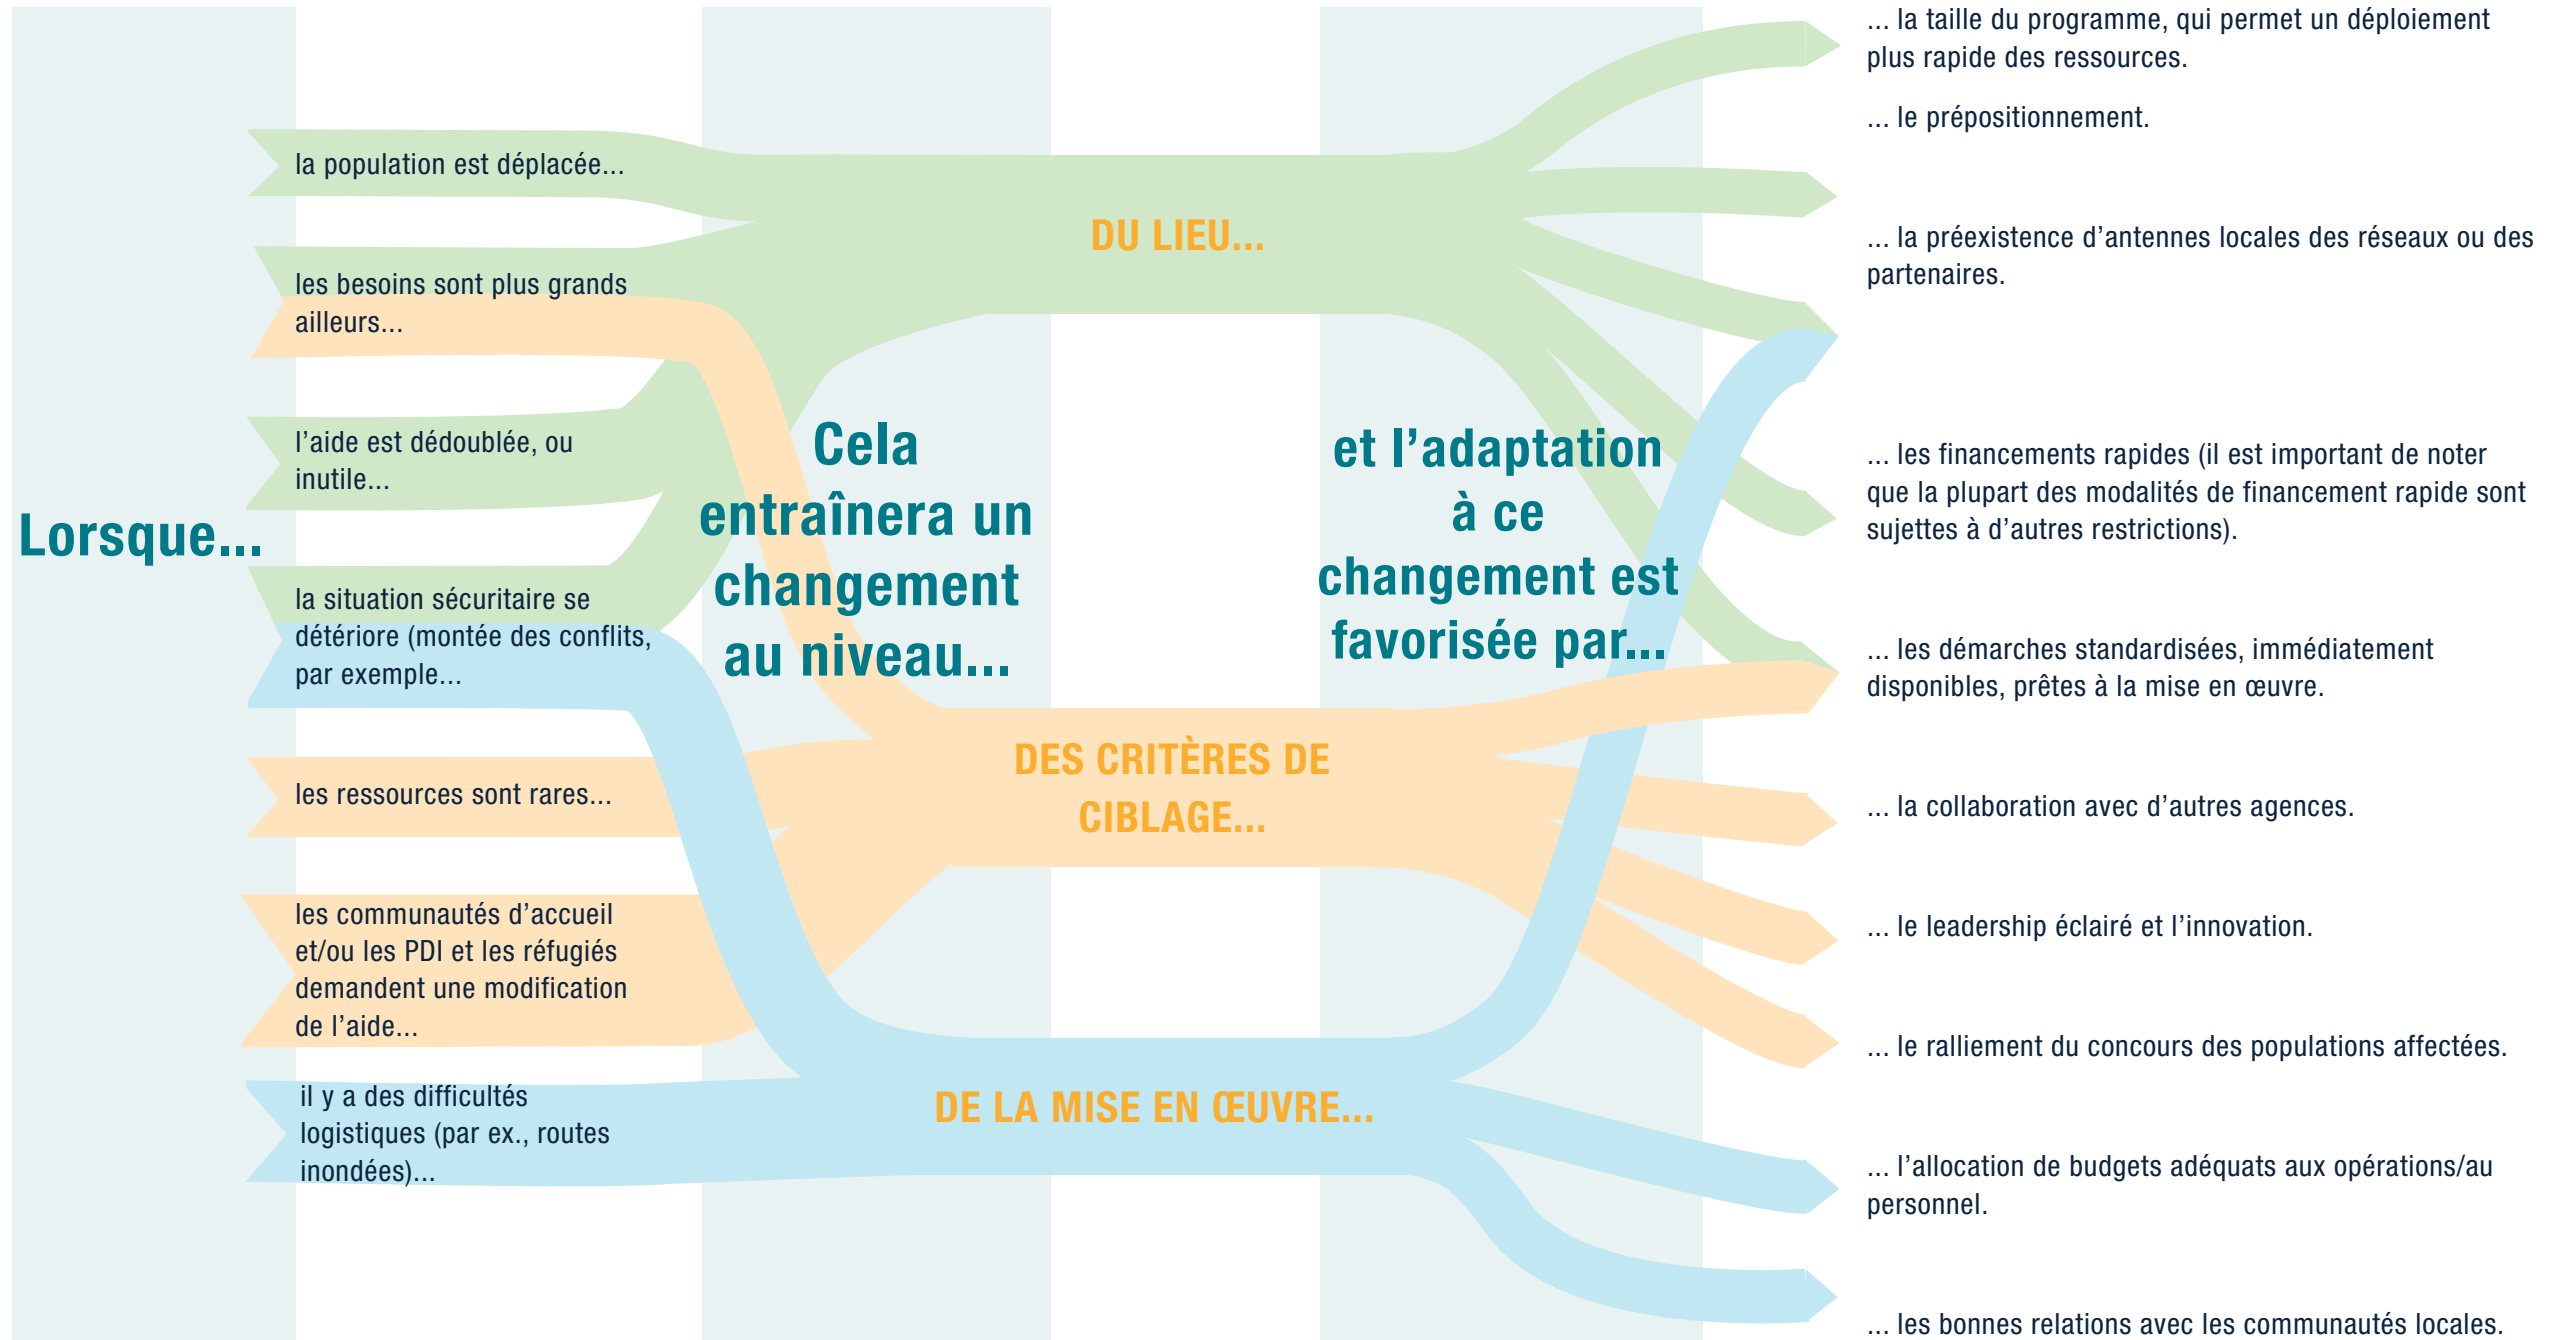 Lorsque...
la population est déplacée...
les besoins sont plus grands
ailleurs...
l’aide est dédoublée, ou
inutile...
la situation sécuritaire se
détériore (montée des conflits,
par exemple...
les ressources sont rares...
les communautés d’accueil
et/ou les PDI et les réfugiés
demandent une modification
de l’aide...
il y a des difficultés
logistiques (par ex., routes
inondées)...
Cela
entraînera un
changement
au niveau...
DU LIEU...
DES CRITÈRES DE
CIBLAGE...
DE LA MISE EN ŒUVRE...
et l’adaptation
à ce
changement est
favorisée par...
... la taille du programme, qui permet un déploiement
plus rapide des ressources.
... le prépositionnement.
... la préexistence d’antennes locales des réseaux ou des
partenaires.
... les financements rapides (il est important de noter
que la plupart des modalités de financement rapide sont
sujettes à d’autres restrictions).
... les démarches standardisées, immédiatement
disponibles, prêtes à la mise en œuvre.
... la collaboration avec d’autres agences.
... le leadership éclairé et l’innovation.
... le ralliement du concours des populations affectées.
... l’allocation de budgets adéquats aux opérations/au
personnel.
... les bonnes relations avec les communautés locales.